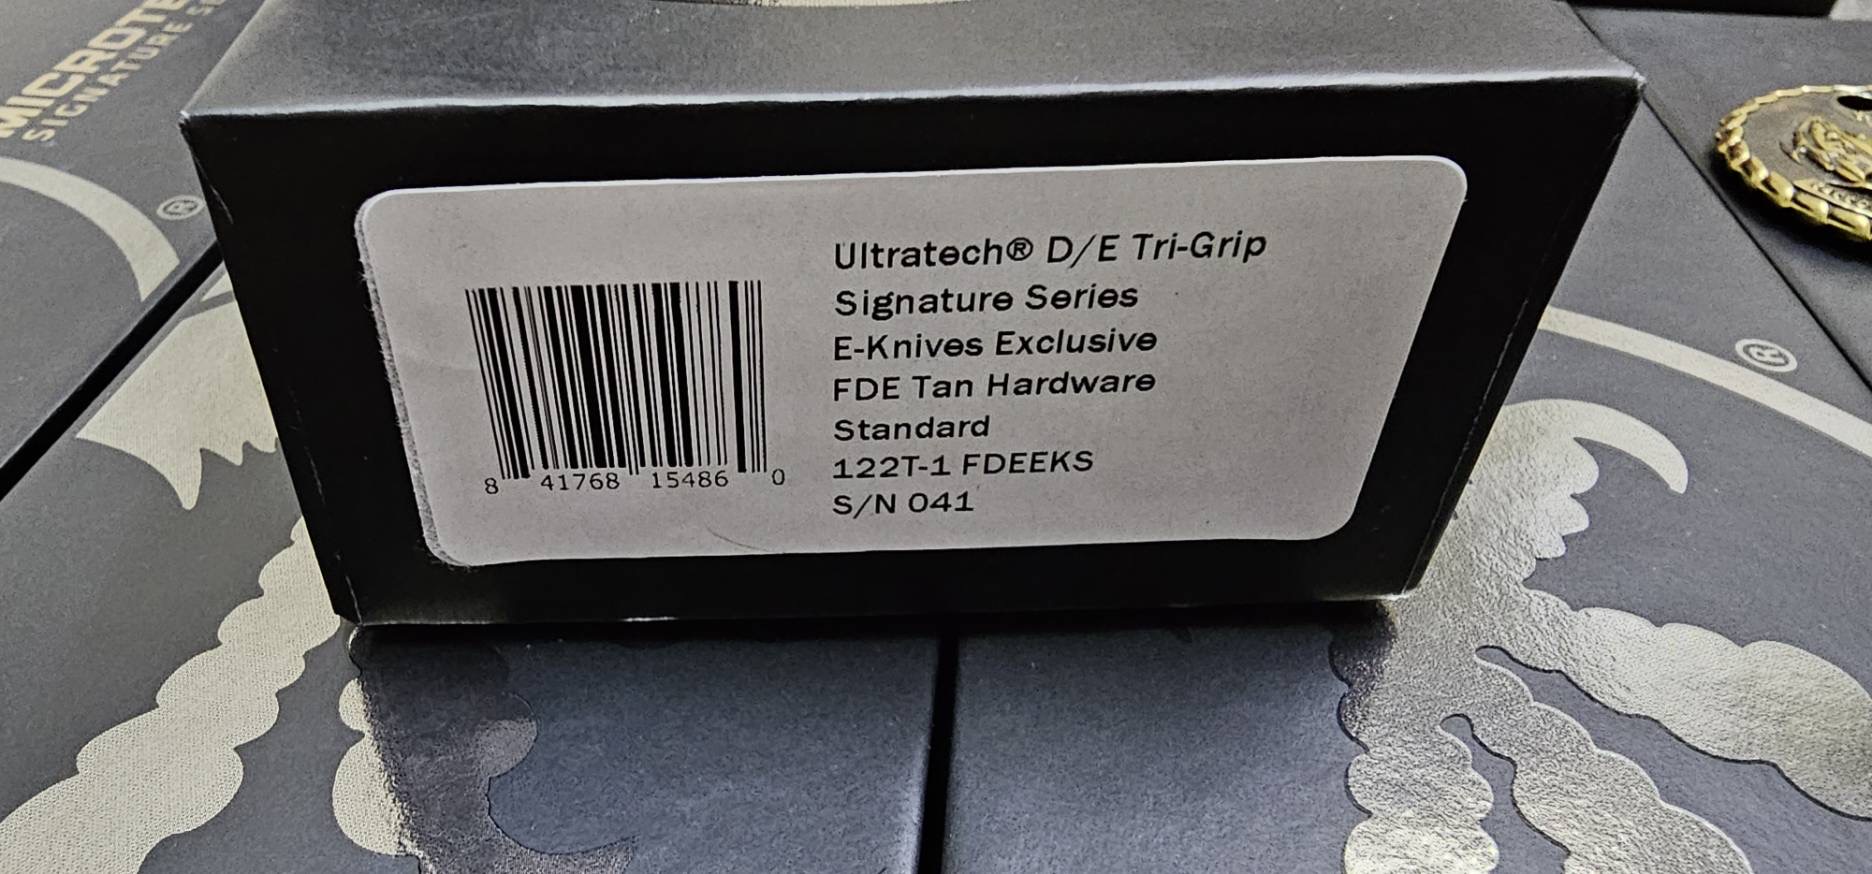 MICROTE
SIGNATURE SE
®
Ultratech® D/E Tri-Grip
Signature Series
E-Knives Exclusive
FDE Tan Hardware
Standard
122T-1 FDEEKS
S/N 041
8 41768 15486 0
®